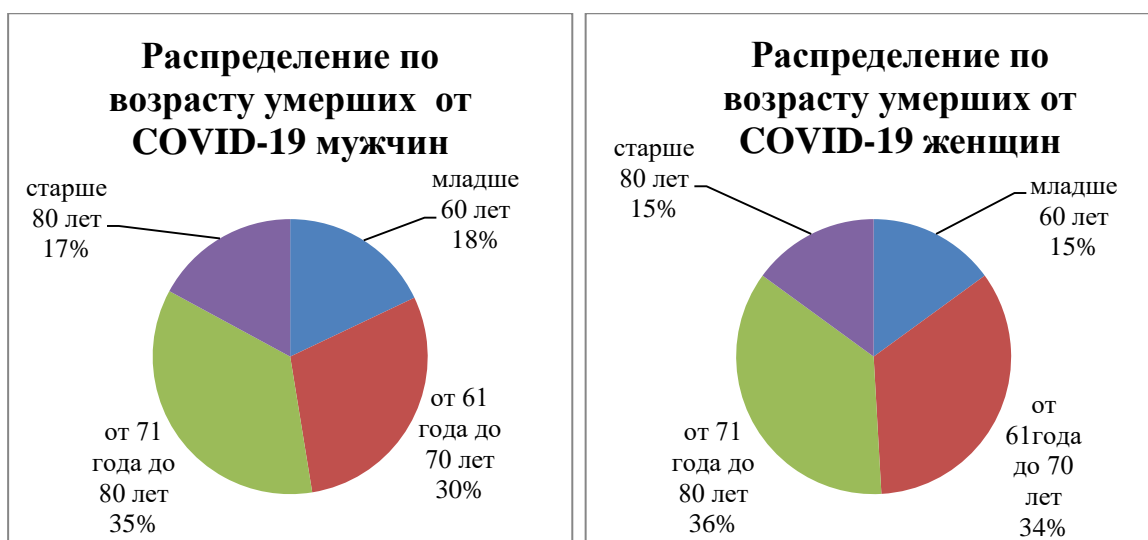 Распределение по
возрасту умерших от
COVID-19 мужчин
старше
80 лет
17%
младше
60 лет
18%
от 71
года до
80 лет
35%
от 61
года до
70 лет
30%
Распределение по
возрасту умерших от
COVID-19 женщин
старше
80 лет
15%
младше
60 лет
15%
от 71
года до
80 лет
36%
от
61года
до 70
лет
34%